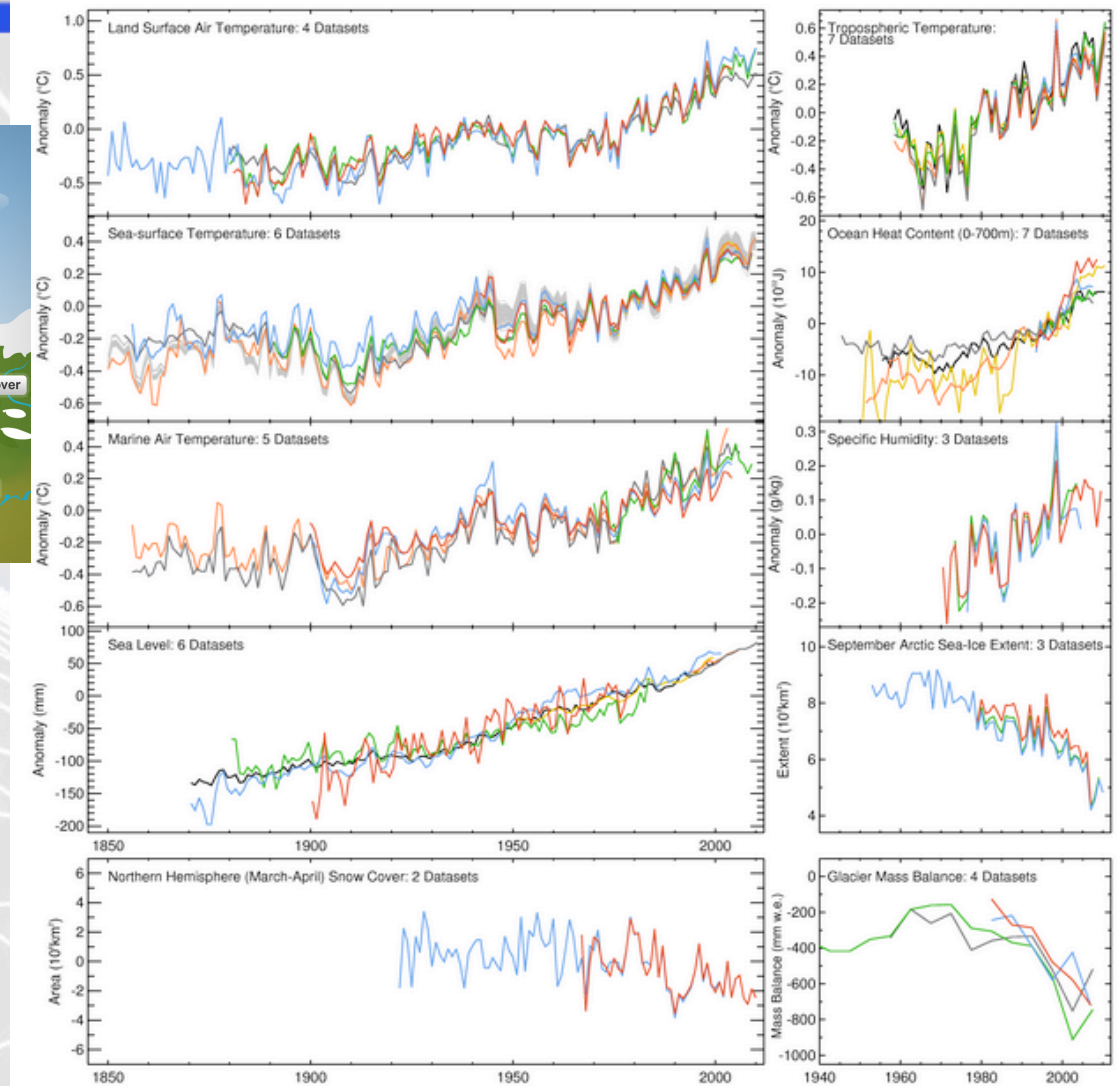 over
Land Surface Air Temperature: 4 Datasets
Anomaly (°C)
1.0
0.5
0.0
-0.5
Tropospheric Temperature:
7 Datasets
Anomaly (°C)
0.6
0.4
0.2
0.0
-0.2
-0.4
-0.6
Sea-surface Temperature: 6 Datasets
Anomaly (°C)
0.4
0.2
0.0
-0.2
-0.4
-0.6
Ocean Heat Content (0-700m): 7 Datasets
Anomaly
20
10
0
-10
Marine Air Temperature: 5 Datasets
Anomaly (°C)
0.4
0.2
0.0
-0.2
-0.4
-0.6
Specific Humidity: 3 Datasets
Anomaly (g/kg)
0.3
0.2
0.1
0.0
-0.1
-0.2
Sea Level: 6 Datasets
Anomaly (mm)
100
50
0
-50
-100
-150
-200
1850 1900 1950 2000
September Arctic Sea-Ice Extent: 3 Datasets
Extent (10⁶km²)
10
8
6
4
Northern Hemisphere (March-April) Snow Cover: 2 Datasets
Area (10⁶km²)
6
4
2
0
-2
-4
-6
1850 1900 1950 2000
Glacier Mass Balance: 4 Datasets
Mass Balance (mm w.e.)
0
-200
-400
-600
-800
-1000
1940 1960 1980 2000